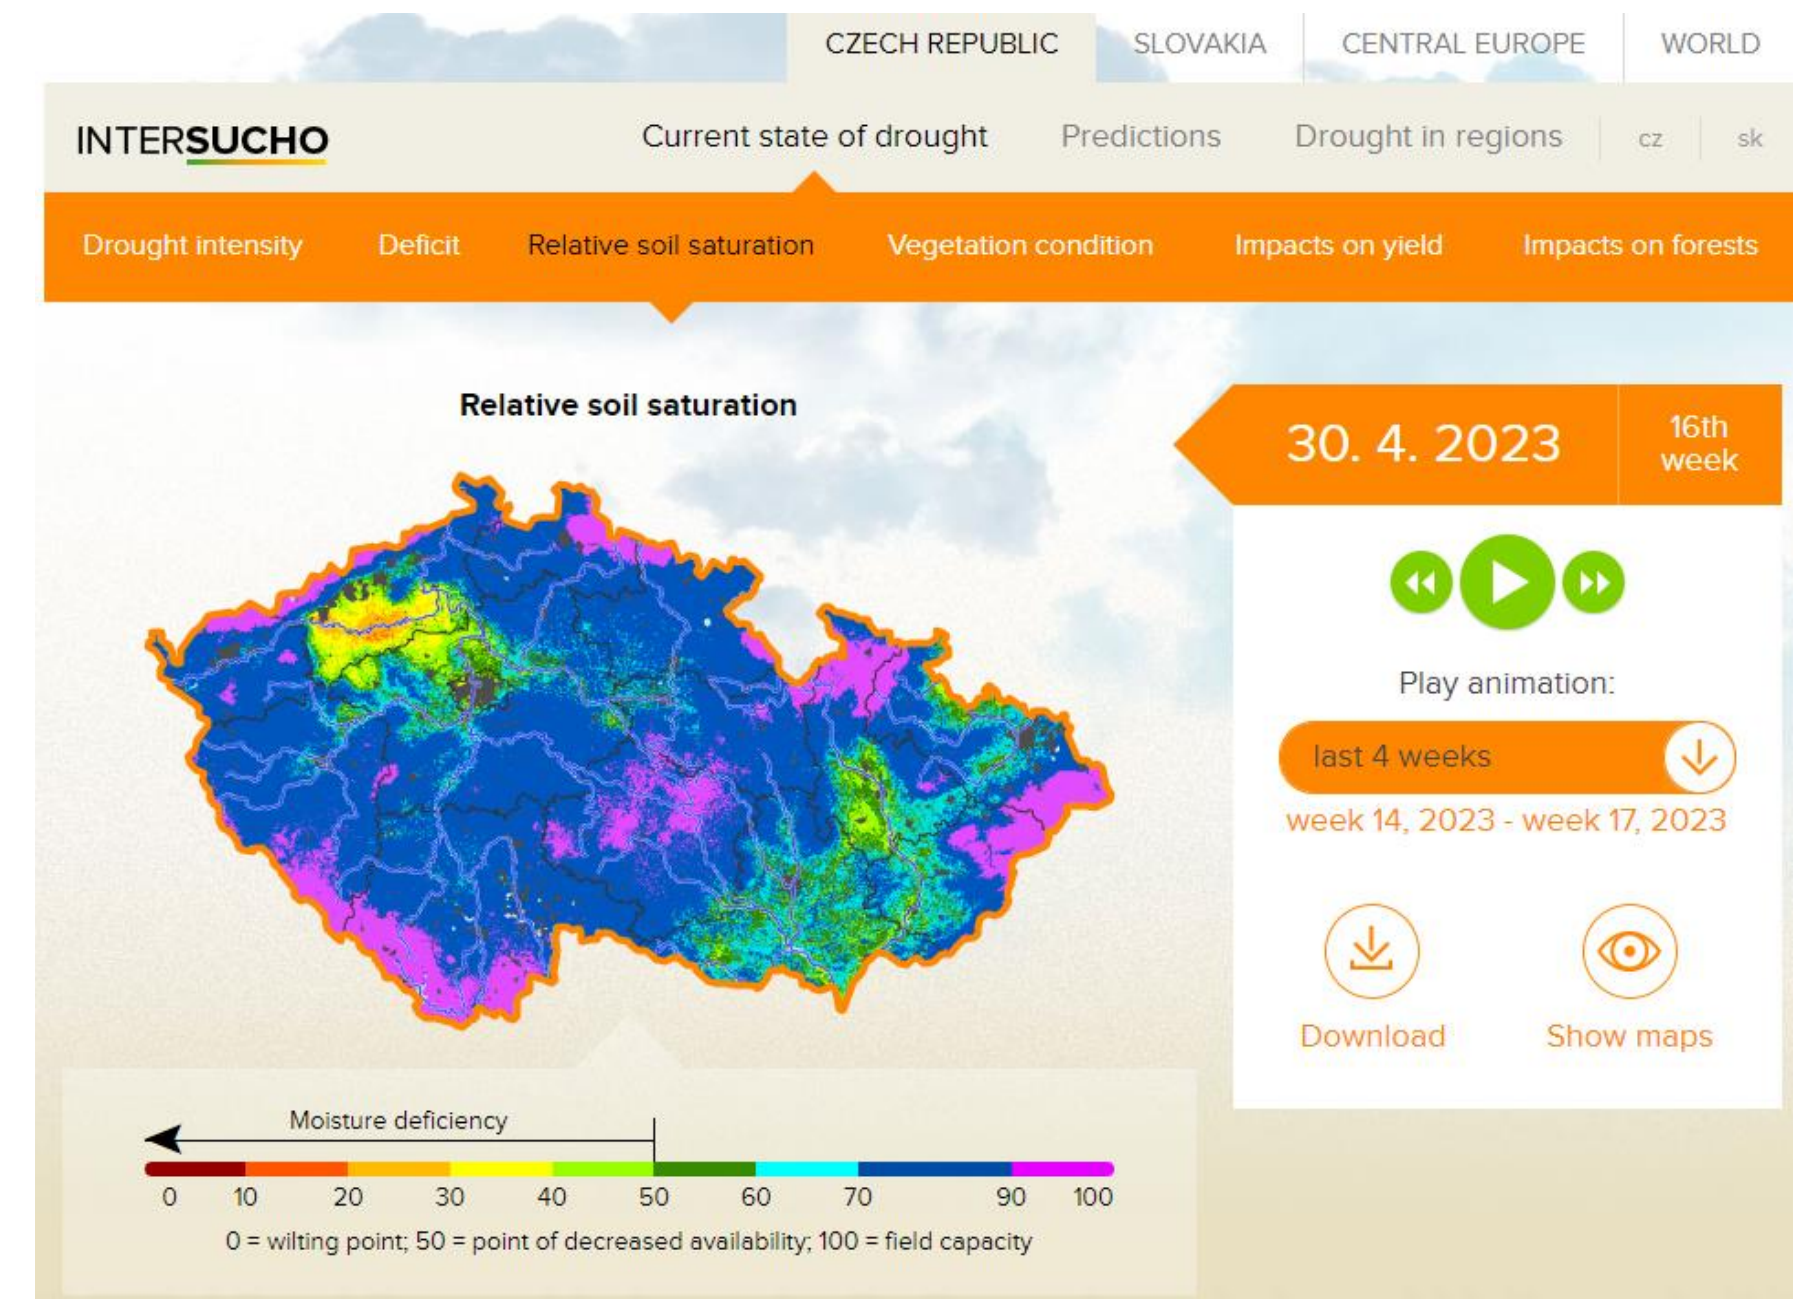 CZECH REPUBLIC SLOVAKIA CENTRAL EUROPE WORLD
INTERSUCHO Current state of drought Predictions Drought in regions cz sk
Drought intensity Deficit Relative soil saturation Vegetation condition Impacts on yield Impacts on forests
Relative soil saturation
30. 4. 2023
16th
week
Play animation:
last 4 weeks
week 14, 2023 - week 17, 2023
Download Show maps
Moisture deficiency
0 10 20 30 40 50 60 70 90 100
0 = wilting point; 50 = point of decreased availability; 100 = field capacity